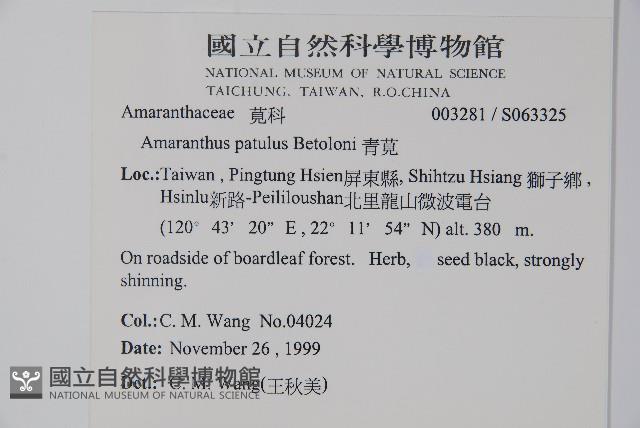 國立自然科學博物館
NATIONAL MUSEUM OF NATURAL SCIENCE
TAICHUNG, TAIWAN, R.O.CHINA
Amaranthaceae 莧科 003281 / S063325
Amaranthus patulus Betoloni 青莧
Loc.:Taiwan , Pingtung Hsien屏東縣, Shihtzu Hsiang 獅子鄉 ,
Hsinlu新路-Peililoushan北里龍山微波電台
(120° 43’ 20” E , 22° 11’ 54” N) alt. 380 m.
On roadside of boardleaf forest. Herb, seed black, strongly
shinning.
Col.:C. M. Wang No.04024
Date: November 26 , 1999
Det.: C. M. Wang(王秋美)
國立自然科學博物館
NATIONAL MUSEUM OF NATURAL SCIENCE